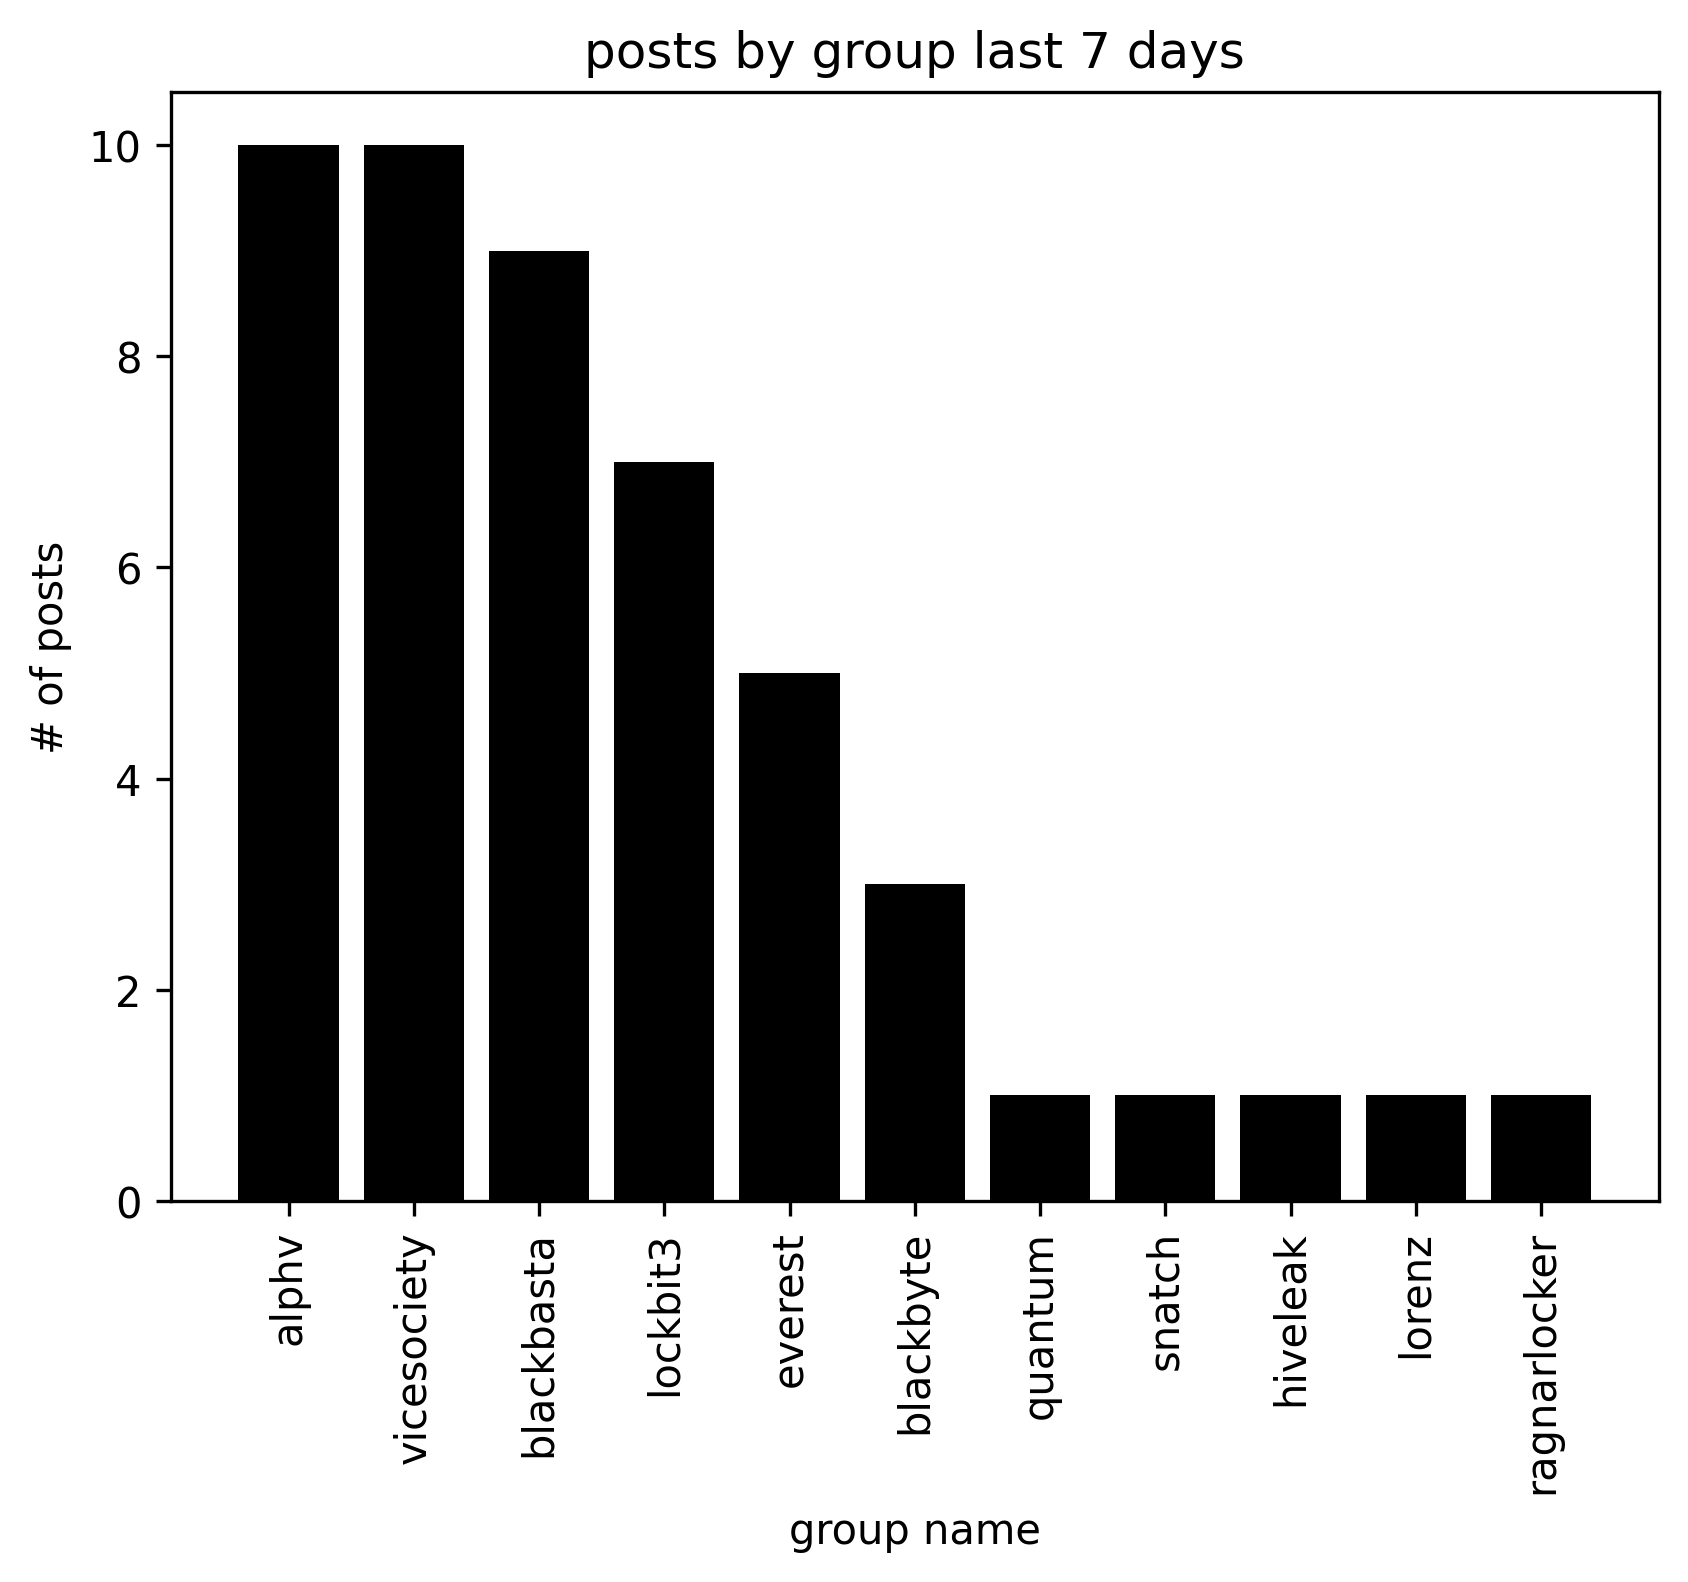 posts by group last 7 days
10
8
6
4
2
0
# of posts
alphv
vicesociety
blackbasta
lockbit3
everest
blackbyte
quantum
snatch
hiveleak
lorenz
ragnarlocker
group name